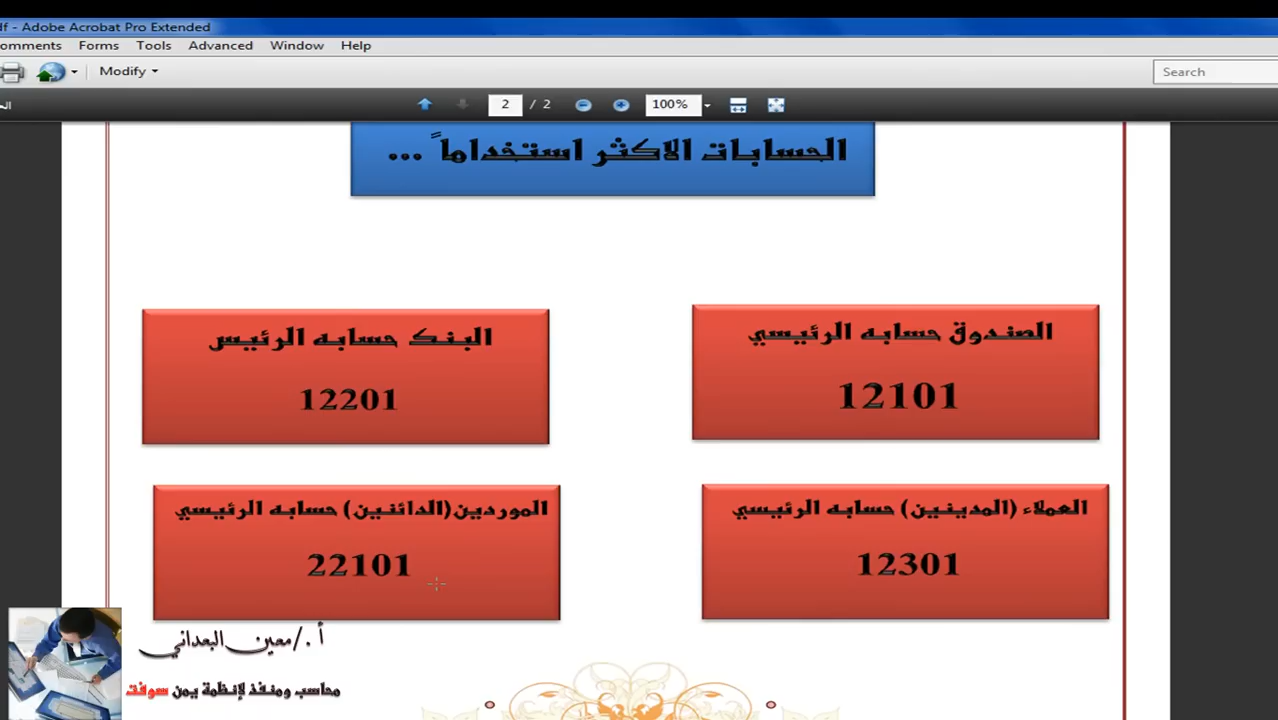 df - Adobe Acrobat Pro Extended
omments Forms Tools Advanced Window Help
Modify
Search
2 / 2 100%
الحسابات الاكثر استخداماً ...
الصندوق حسابه الرئيسي
12101
البنك حسابه الرئيس
12201
العملاء (المدينين) حسابه الرئيسي
12301
الموردين(الدائنين) حسابه الرئيسي
22101
أ./معين البعداني
محاسب ومنفذ لإنظمة يمن سوفت